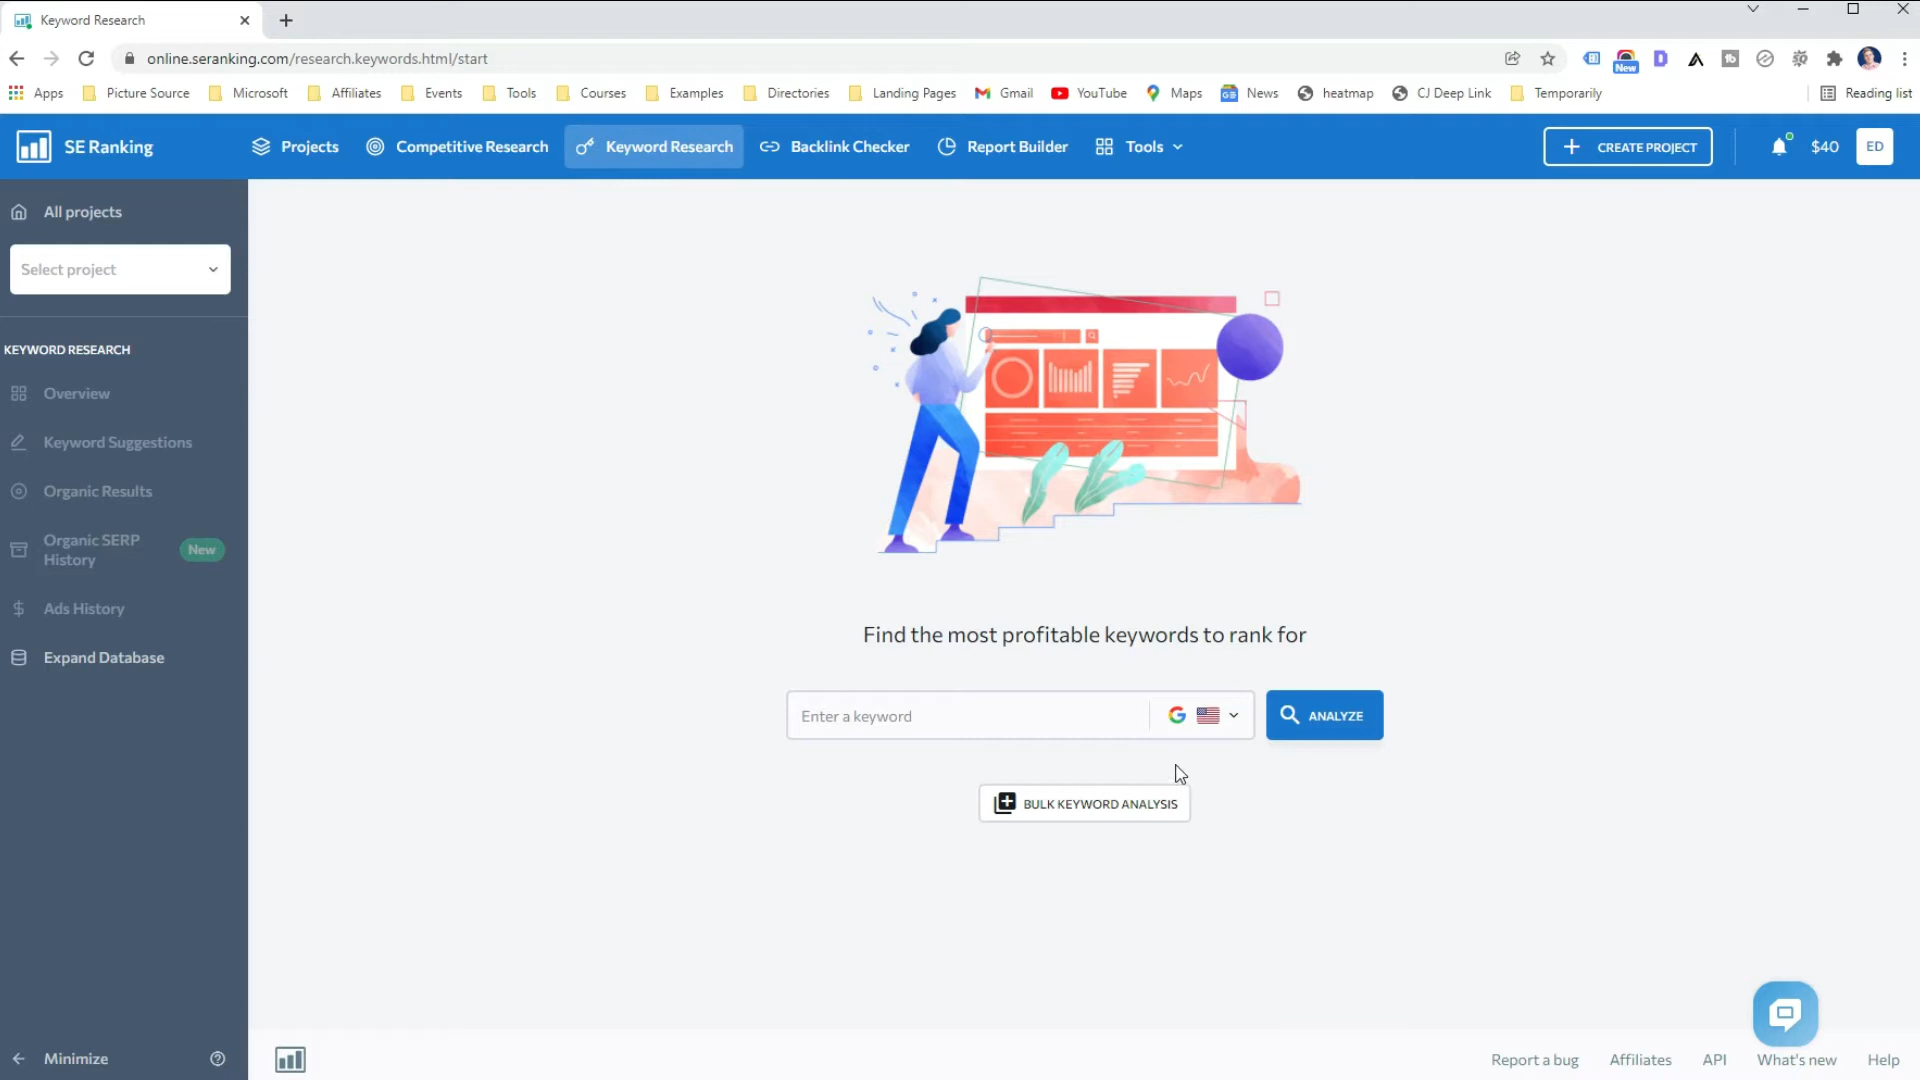 Keyword Research
online.seranking.com/research.keywords.html/start
New
Apps Picture Source Microsoft Affiliates Events Tools Courses Examples Directories Landing Pages Gmail YouTube Maps News heatmap CJ Deep Link Temporarily Reading list
SE Ranking Projects Competitive Research Keyword Research Backlink Checker Report Builder Tools CREATE PROJECT $40 ED
All projects
Select project
KEYWORD RESEARCH
Overview
Keyword Suggestions
Organic Results
Organic SERP
History
New
Ads History
Expand Database
Find the most profitable keywords to rank for
Enter a keyword
ANALYZE
BULK KEYWORD ANALYSIS
Minimize
Report a bug Affiliates API What's new Help